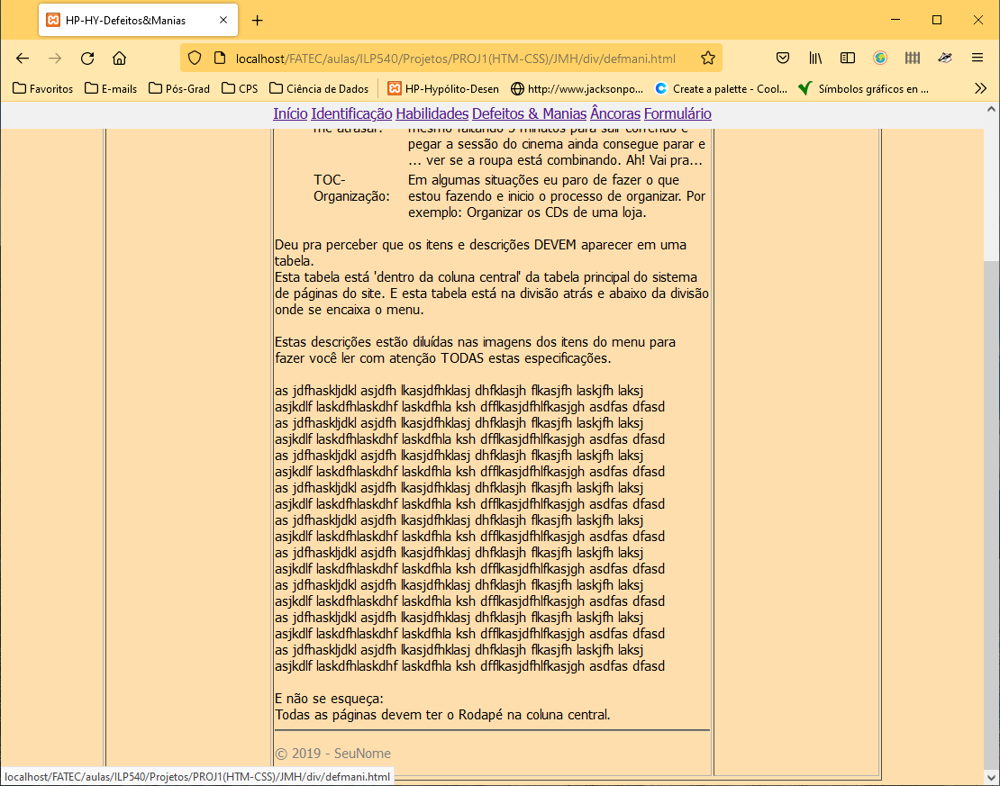 HP-HY-Defeitos&Manias
localhost/FATEC/aulas/ILP540/Projetos/PROJ1(HTM-CSS)/JMH/div/defmani.html
Favoritos E-mails Pós-Grad CPS Ciência de Dados HP-Hypólito-Desen http://www.jacksonpo... Create a palette - Cool... Símbolos gráficos en ...
Início Identificação Habilidades Defeitos & Manias Âncoras Formulário
me atrasar: mesmo faltando 5 minutos para sair correndo e
pegar a sessão do cinema ainda consegue parar e
... ver se a roupa está combinando. Ah! Vai pra...
TOC- Em algumas situações eu paro de fazer o que
Organização: estou fazendo e inicio o processo de organizar. Por
exemplo: Organizar os CDs de uma loja.
Deu pra perceber que os itens e descrições DEVEM aparecer em uma
tabela.
Esta tabela está 'dentro da coluna central' da tabela principal do sistema
de páginas do site. E esta tabela está na divisão atrás e abaixo da divisão
onde se encaixa o menu.
Estas descrições estão diluídas nas imagens dos itens do menu para
fazer você ler com atenção TODAS estas especificações.
as jdfhaskljdkl asjdfh lkasjdfhklasj dhfklasjh flkasjfh laskjfh laksj
asjkdlf laskdfhlaskdhf laskdfhla ksh dfflkasjdfhlfkasjgh asdfas dfasd
as jdfhaskljdkl asjdfh lkasjdfhklasj dhfklasjh flkasjfh laskjfh laksj
asjkdlf laskdfhlaskdhf laskdfhla ksh dfflkasjdfhlfkasjgh asdfas dfasd
as jdfhaskljdkl asjdfh lkasjdfhklasj dhfklasjh flkasjfh laskjfh laksj
asjkdlf laskdfhlaskdhf laskdfhla ksh dfflkasjdfhlfkasjgh asdfas dfasd
as jdfhaskljdkl asjdfh lkasjdfhklasj dhfklasjh flkasjfh laskjfh laksj
asjkdlf laskdfhlaskdhf laskdfhla ksh dfflkasjdfhlfkasjgh asdfas dfasd
as jdfhaskljdkl asjdfh lkasjdfhklasj dhfklasjh flkasjfh laskjfh laksj
asjkdlf laskdfhlaskdhf laskdfhla ksh dfflkasjdfhlfkasjgh asdfas dfasd
as jdfhaskljdkl asjdfh lkasjdfhklasj dhfklasjh flkasjfh laskjfh laksj
asjkdlf laskdfhlaskdhf laskdfhla ksh dfflkasjdfhlfkasjgh asdfas dfasd
as jdfhaskljdkl asjdfh lkasjdfhklasj dhfklasjh flkasjfh laskjfh laksj
asjkdlf laskdfhlaskdhf laskdfhla ksh dfflkasjdfhlfkasjgh asdfas dfasd
as jdfhaskljdkl asjdfh lkasjdfhklasj dhfklasjh flkasjfh laskjfh laksj
asjkdlf laskdfhlaskdhf laskdfhla ksh dfflkasjdfhlfkasjgh asdfas dfasd
as jdfhaskljdkl asjdfh lkasjdfhklasj dhfklasjh flkasjfh laskjfh laksj
asjkdlf laskdfhlaskdhf laskdfhla ksh dfflkasjdfhlfkasjgh asdfas dfasd
E não se esqueça:
Todas as páginas devem ter o Rodapé na coluna central.
© 2019 - SeuNome
localhost/FATEC/aulas/ILP540/Projetos/PROJ1(HTM-CSS)/JMH/div/defmani.html